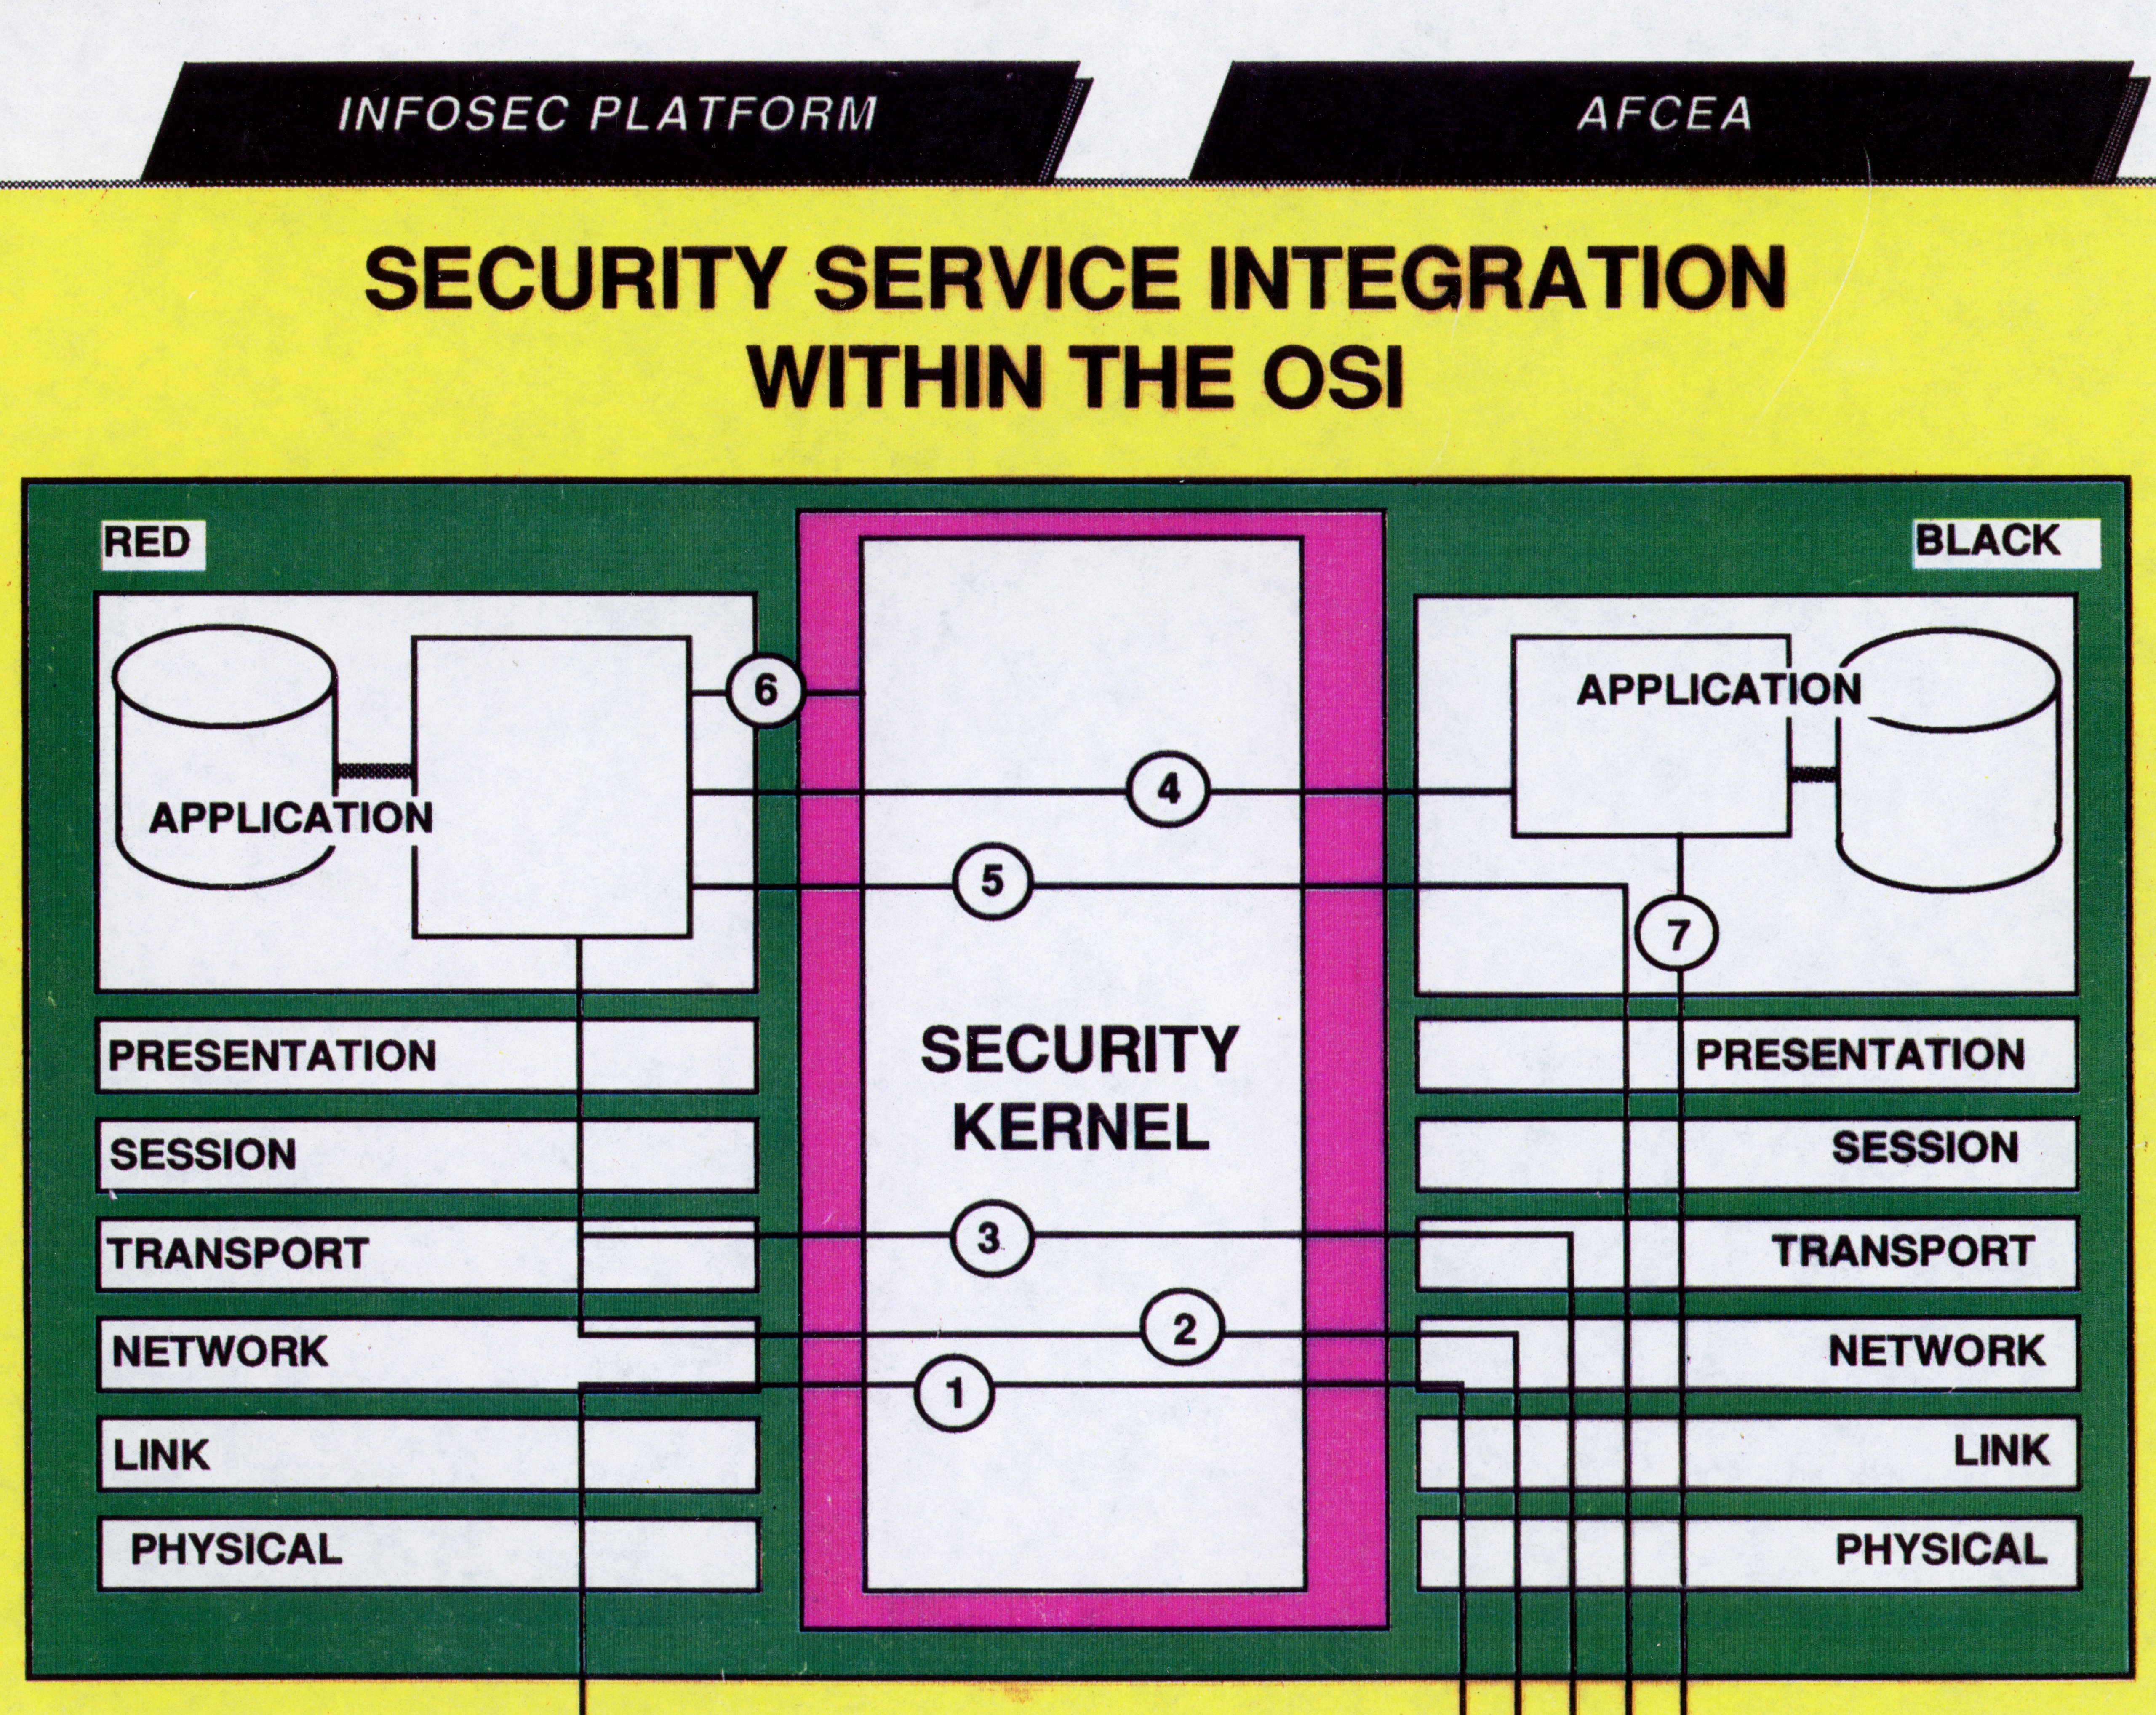 INFOSEC PLATFORM
AFCEA
SECURITY SERVICE INTEGRATION
WITHIN THE OSI
RED
BLACK
6
APPLICATION
4
APPLICATION
5
7
SECURITY
KERNEL
PRESENTATION
PRESENTATION
SESSION
SESSION
3
TRANSPORT
TRANSPORT
2
NETWORK
NETWORK
1
LINK
LINK
PHYSICAL
PHYSICAL